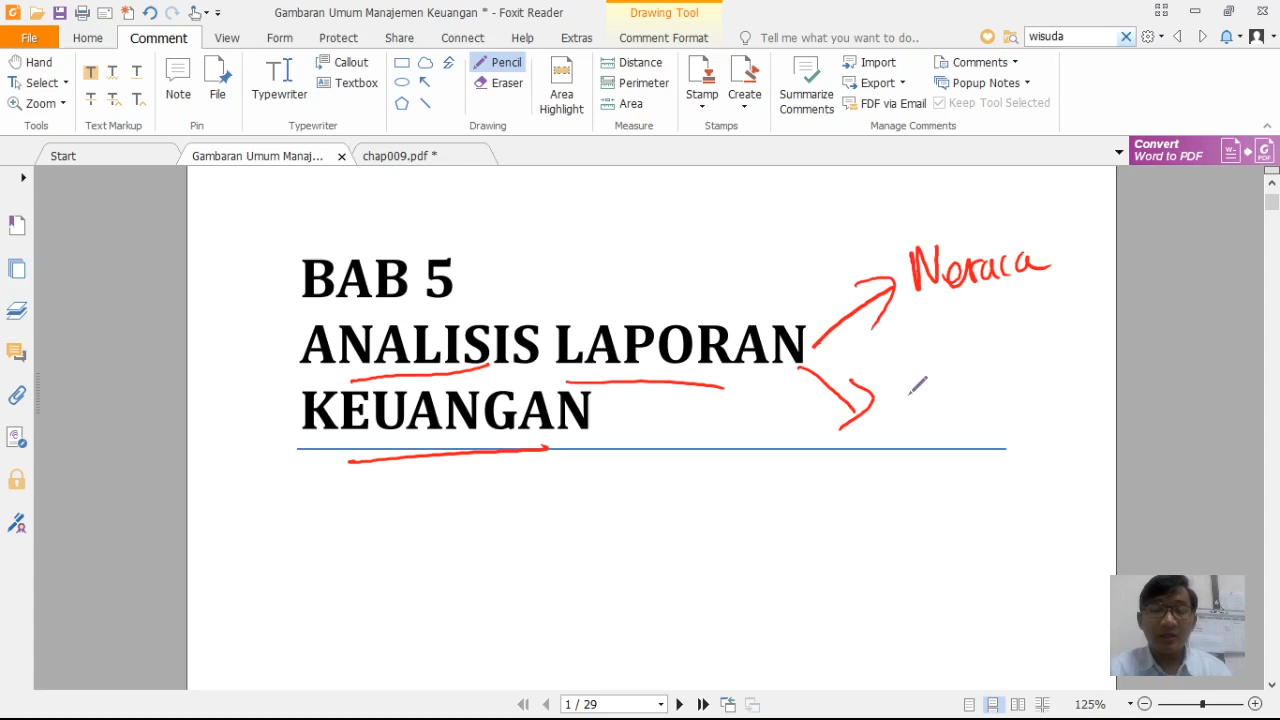 Gambaran Umum Manajemen Keuangan * - Foxit Reader
Drawing Tool
File Home Comment View Form Protect Share Connect Help Extras Comment Format Tell me what you want to do.. wisuda
Hand
Select
Zoom
Tools
Text Markup
Note
File
Pin
Typewriter
Callout
Textbox
Typewriter
Pencil
Eraser
Drawing
Area Highlight
Distance
Perimeter
Area
Measure
Stamp
Create
Stamps
Summarize Comments
Import
Export
FDF via Email
Comments
Popup Notes
Keep Tool Selected
Manage Comments
Start
Gambaran Umum Manaj...
chap009.pdf *
Convert
Word to PDF
BAB 5
ANALISIS LAPORAN
KEUANGAN
Neraca
1 / 29
125%